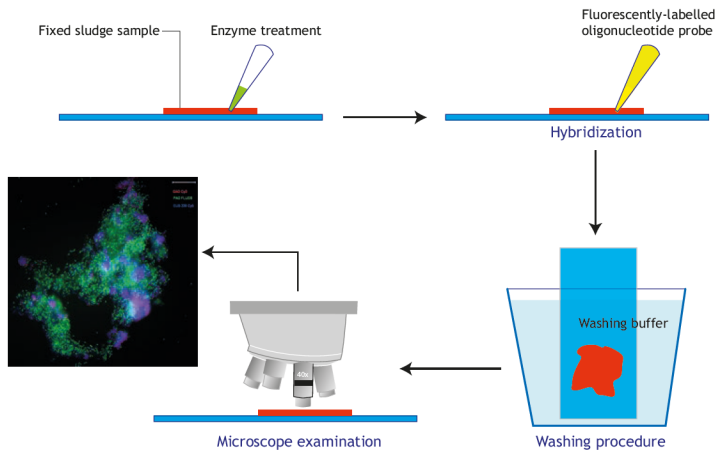 Fixed sludge sample
Enzyme treatment
Fluorescently-labelled
oligonucleotide probe
Hybridization
Washing buffer
40x
Microscope examination
Washing procedure